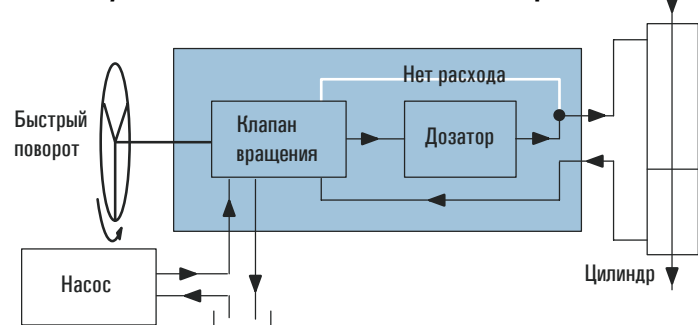 Нет расхода
Быстрый
поворот
Клапан
вращения
Дозатор
Насос
Цилиндр